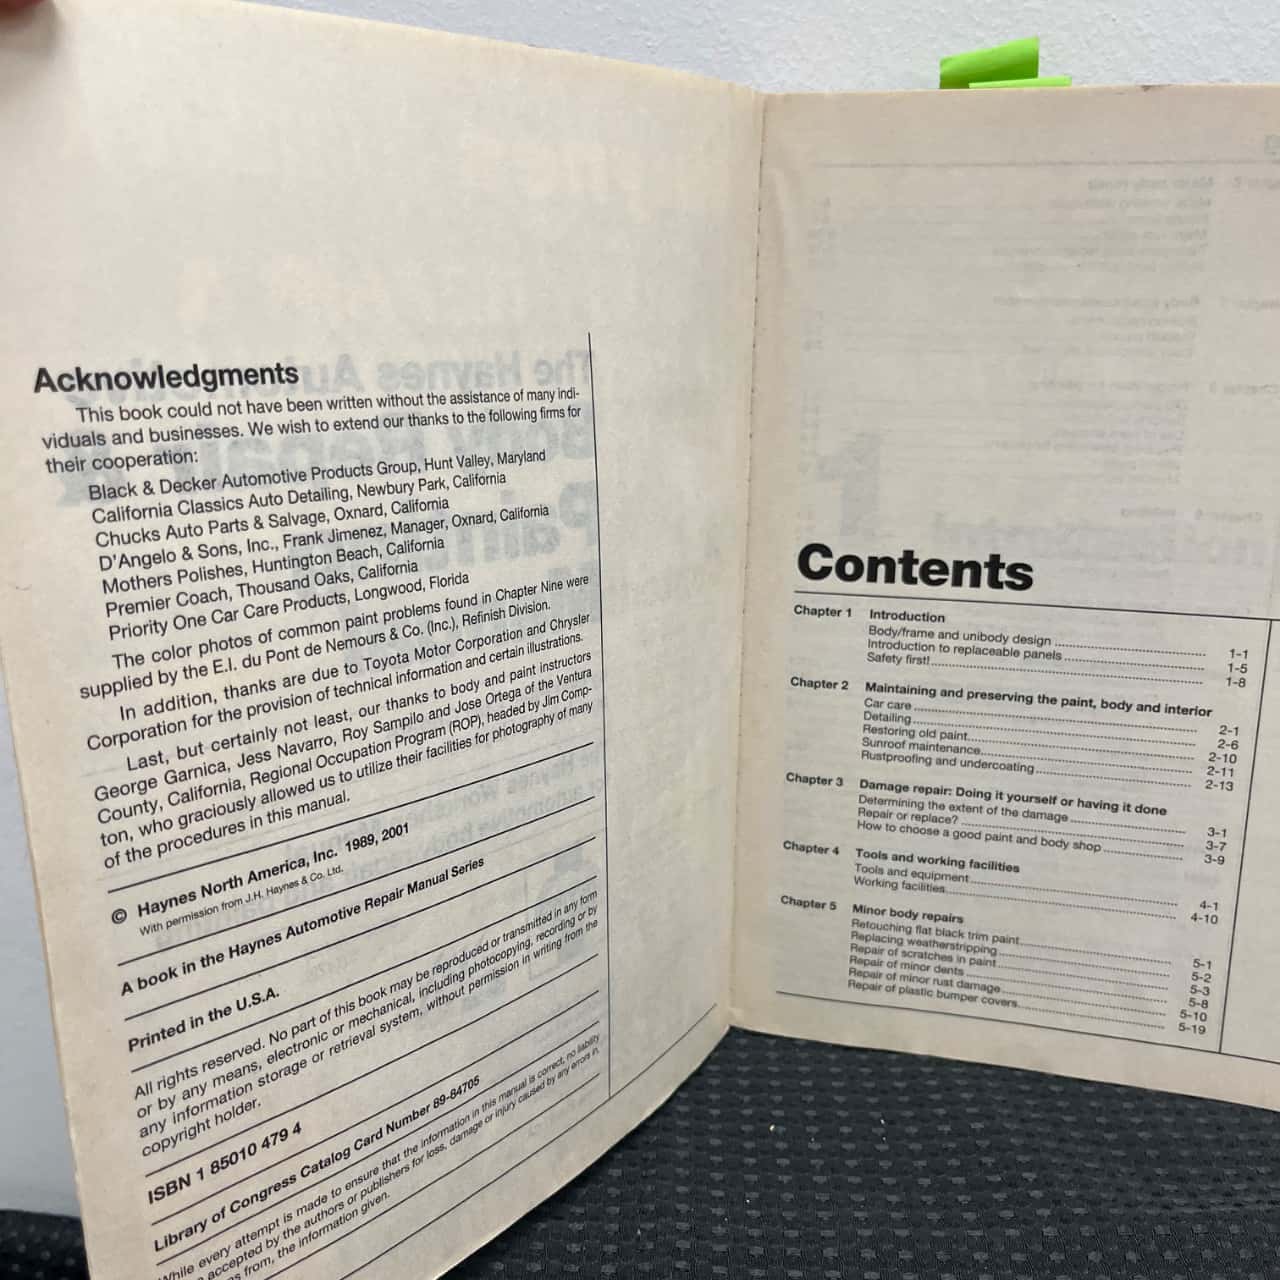 Acknowledgments
This book could not have been written without the assistance of many indi-
viduals and businesses. We wish to extend our thanks to the following firms for
their cooperation:
Black & Decker Automotive Products Group, Hunt Valley, Maryland
California Classics Auto Detailing, Newbury Park, California
Chucks Auto Parts & Salvage, Oxnard, California
D'Angelo & Sons, Inc., Frank Jimenez, Manager, Oxnard, California
Mothers Polishes, Huntington Beach, California
Premier Coach, Thousand Oaks, California
Priority One Car Care Products, Longwood, Florida
The color photos of common paint problems found in Chapter Nine were
supplied by the E.I. du Pont de Nemours & Co. (Inc.), Refinish Division.
In addition, thanks are due to Toyota Motor Corporation and Chrysler
Corporation for the provision of technical information and certain illustrations.
Last, but certainly not least, our thanks to body and paint instructors
George Garnica, Jess Navarro, Roy Sampilo and Jose Ortega of the Ventura
County, California, Regional Occupation Program (ROP), headed by Jim Comp-
ton, who graciously allowed us to utilize their facilities for photography of many
of the procedures in this manual.
© Haynes North America, Inc. 1989, 2001
With permission from J.H. Haynes & Co. Ltd.
A book in the Haynes Automotive Repair Manual Series
Printed in the U.S.A.
All rights reserved. No part of this book may be reproduced or transmitted in any form
or by any means, electronic or mechanical, including photocopying, recording or by
any information storage or retrieval system, without permission in writing from the
copyright holder.
ISBN 1 85010 479 4
Library of Congress Catalog Card Number 89-84705
While every attempt is made to ensure that the information in this manual is correct, no liability
accepted by the authors or publishers for loss, damage or injury caused by any errors in,
from, the information given.
Contents
Chapter 1 Introduction
Body/frame and unibody design 1-1
Introduction to replaceable panels 1-5
Safety first! 1-8
Chapter 2 Maintaining and preserving the paint, body and interior
Car care 2-1
Detailing 2-6
Restoring old paint 2-10
Sunroof maintenance 2-11
Rustproofing and undercoating 2-13
Chapter 3 Damage repair: Doing it yourself or having it done
Determining the extent of the damage 3-1
Repair or replace? 3-7
How to choose a good paint and body shop 3-9
Chapter 4 Tools and working facilities
Tools and equipment 4-1
Working facilities 4-10
Chapter 5 Minor body repairs
Retouching flat black trim paint 5-1
Replacing weatherstripping 5-2
Repair of scratches in paint 5-3
Repair of minor dents 5-8
Repair of minor rust damage 5-10
Repair of plastic bumper covers 5-19